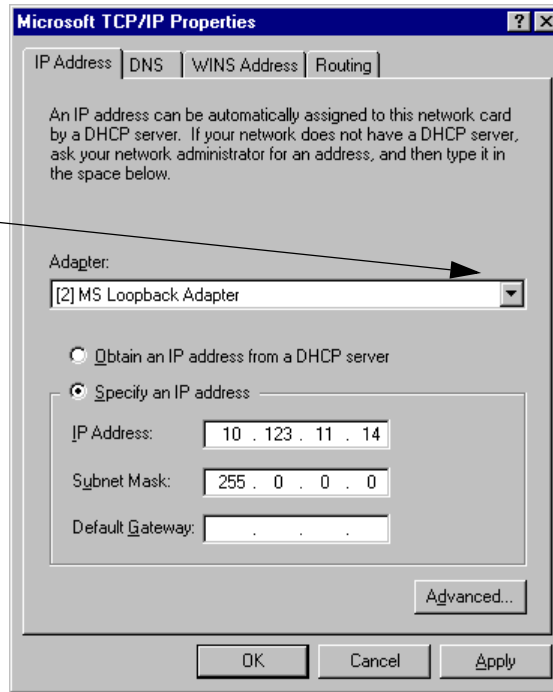 Microsoft TCP/IP Properties
IP Address DNS WINS Address Routing
An IP address can be automatically assigned to this network card
by a DHCP server. If your network does not have a DHCP server,
ask your network administrator for an address, and then type it in
the space below.
Adapter:
[2] MS Loopback Adapter
Obtain an IP address from a DHCP server
Specify an IP address
IP Address: 10 . 123 . 11 . 14
Subnet Mask: 255 . 0 . 0 . 0
Default Gateway: . . .
Advanced...
OK Cancel Apply